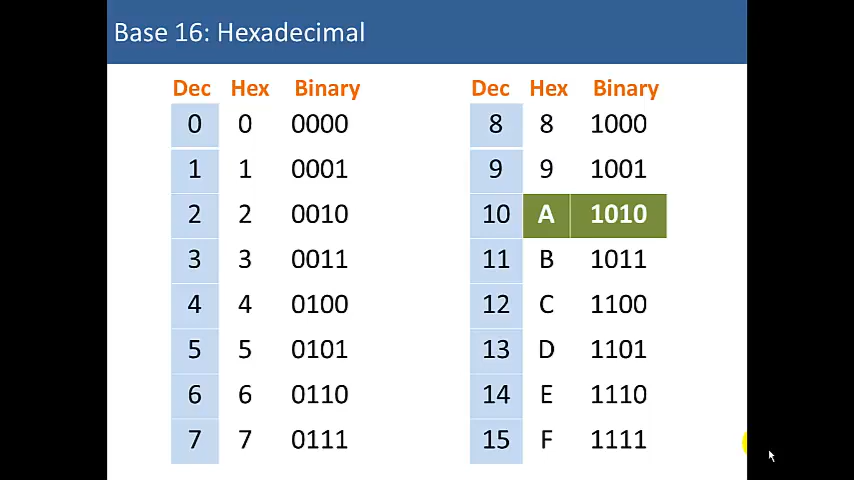 Base 16: Hexadecimal
Dec Hex Binary
0 0 0000
1 1 0001
2 2 0010
3 3 0011
4 4 0100
5 5 0101
6 6 0110
7 7 0111
Dec Hex Binary
8 8 1000
9 9 1001
10 A 1010
11 B 1011
12 C 1100
13 D 1101
14 E 1110
15 F 1111